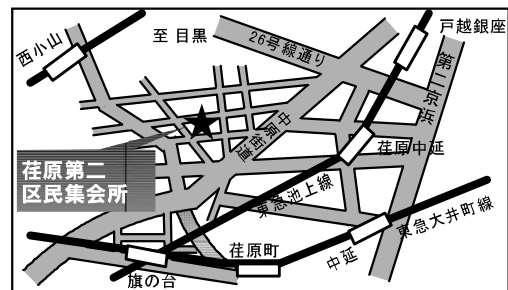 西小山
至 目黒
26号線通り
戸越銀座
第二京浜
中原街道
荏原中延
荏原第二
区民集会所
東急池上線
東急大井町線
中延
荏原町
旗の台